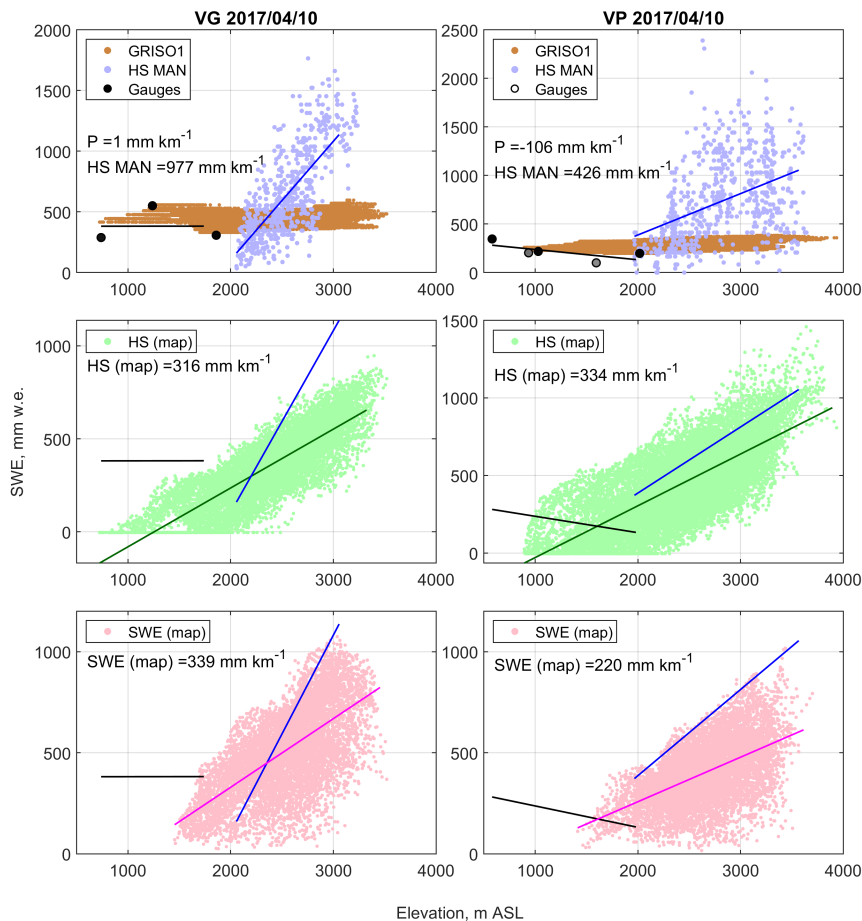 VG 2017/04/10
VP 2017/04/10
2000
1500
1000
500
0
GRISO1
HS MAN
Gauges
P =1 mm km-1
HS MAN =977 mm km-1
1000
2000
3000
4000
2500
2000
1500
1000
500
0
GRISO1
HS MAN
Gauges
P =-106 mm km-1
HS MAN =426 mm km-1
1000
2000
3000
4000
SWE, mm w.e.
1000
500
0
HS (map)
HS (map) =316 mm km-1
1000
2000
3000
4000
1500
1000
500
0
HS (map)
HS (map) =334 mm km-1
1000
2000
3000
4000
1000
500
0
SWE (map)
SWE (map) =339 mm km-1
1000
2000
3000
4000
1000
500
0
SWE (map)
SWE (map) =220 mm km-1
1000
2000
3000
4000
Elevation, m ASL